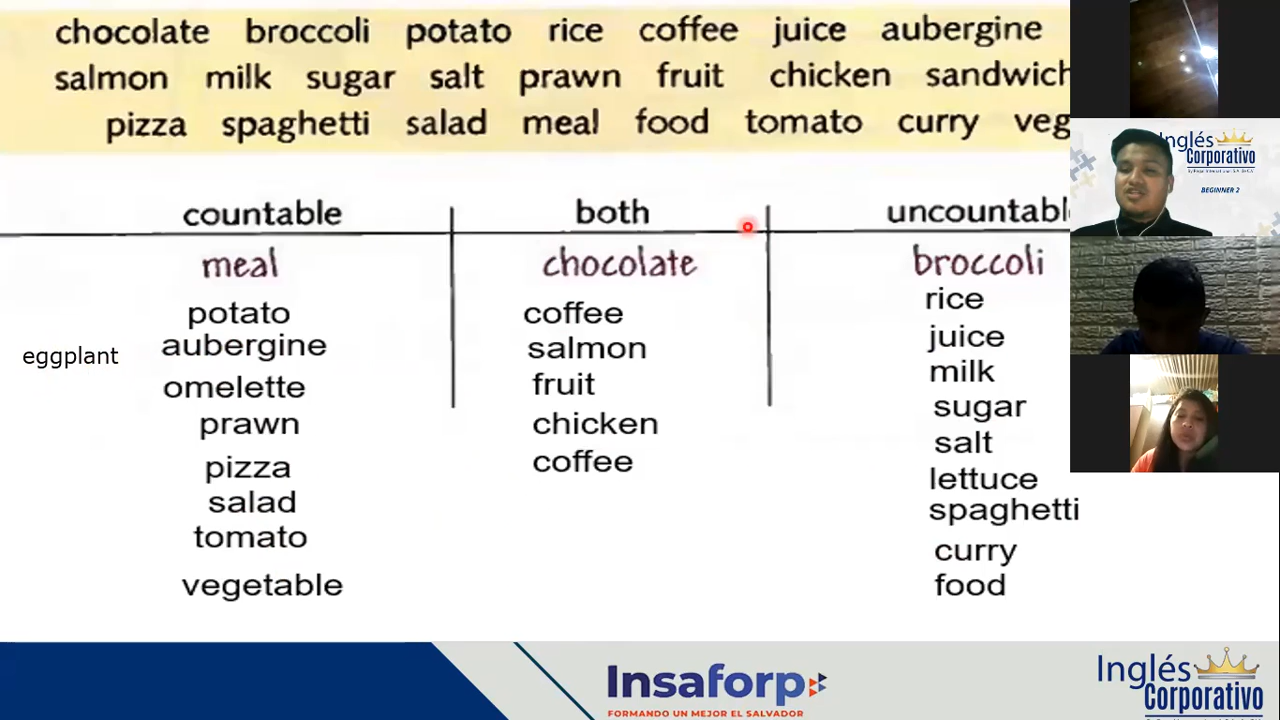 chocolate broccoli potato rice coffee juice aubergine
salmon milk sugar salt prawn fruit chicken sandwich
pizza spaghetti salad meal food tomato curry veg
countable both uncountabl
meal chocolate broccoli
potato coffee rice
eggplant aubergine salmon juice
omelette fruit milk
prawn chicken sugar
pizza coffee salt
salad lettuce
tomato spaghetti
vegetable curry
food
Inglés
Corporativo
BEGINNER 2
Insaforp
FORMANDO UN MEJOR EL SALVADOR
Inglés
Corporativo